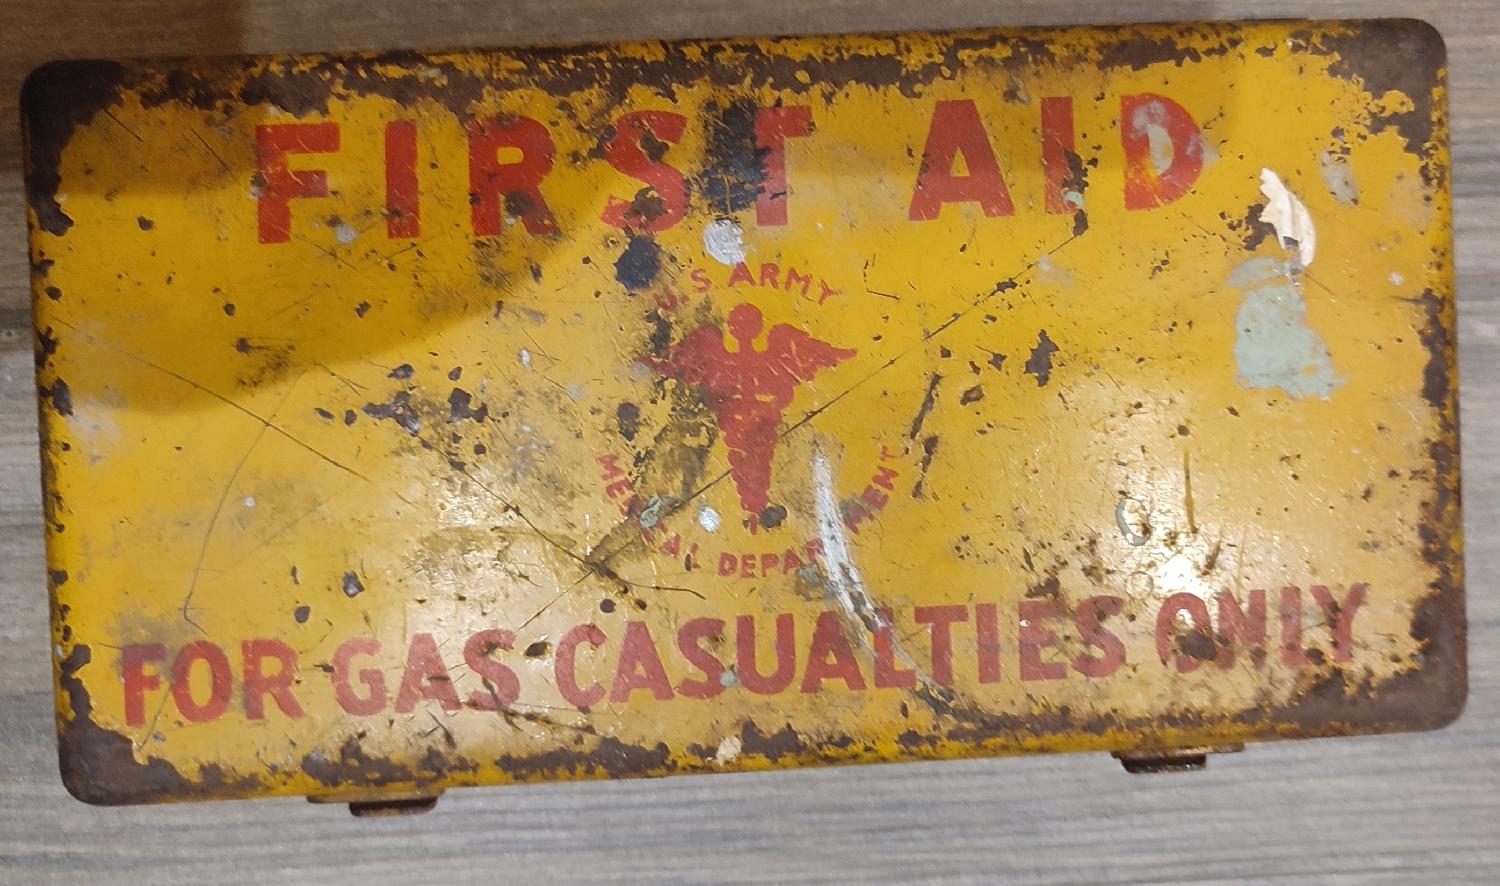 FIRST AID
U.S. ARMY
MEDICAL DEPARTMENT
FOR GAS CASUALTIES ONLY